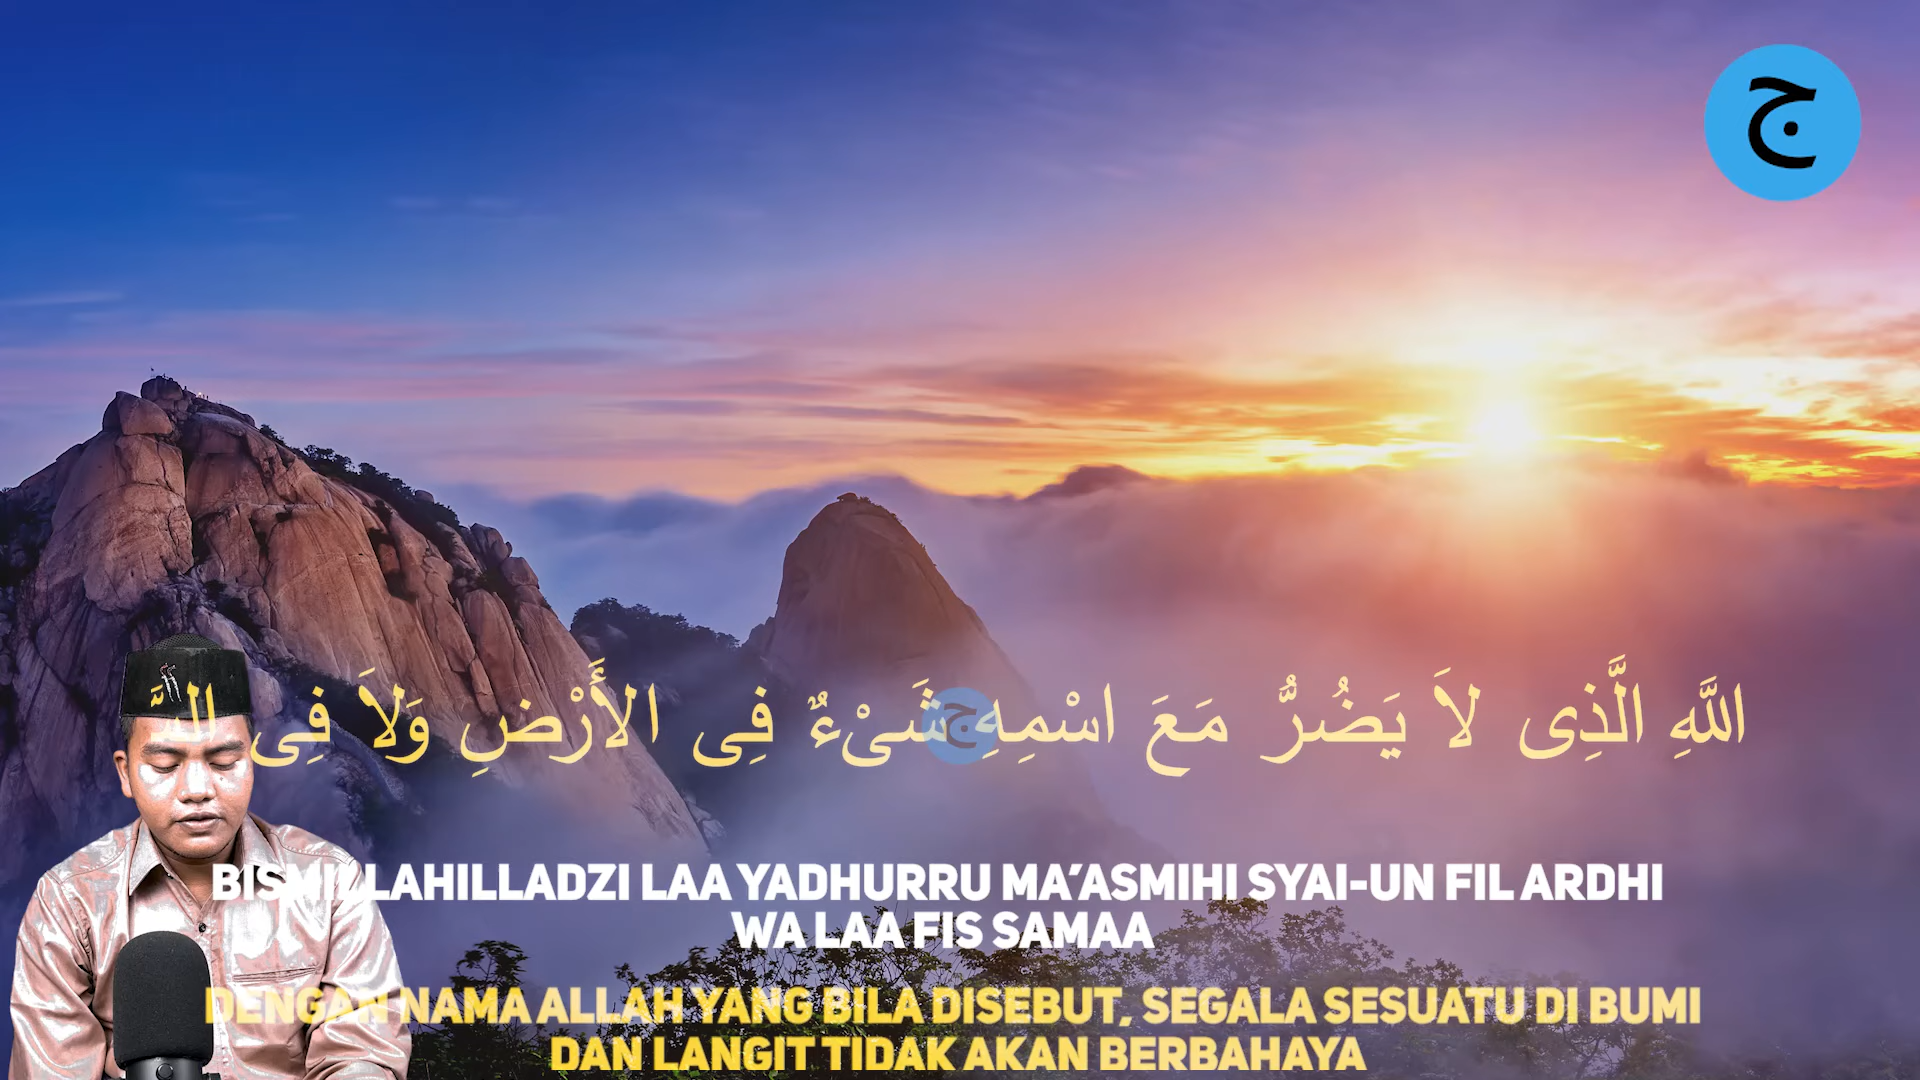 ج
اللَّهِ الَّذِى لاَ يَضُرُّ مَعَ اسْمِهِ شَىْءٌ فِى الأَرْضِ وَلاَ فِى
BISMILLAHILLADZI LAA YADHURRU MA'ASMIHI SYAI-UN FIL ARDHI
WA LAA FIS SAMAA
DENGAN NAMA ALLAH YANG BILA DISEBUT, SEGALA SESUATU DI BUMI
DAN LANGIT TIDAK AKAN BERBAHAYA